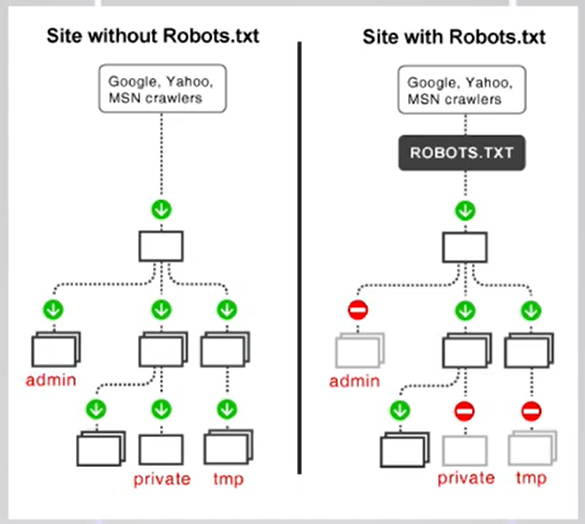 Site without Robots.txt
Google, Yahoo,
MSN crawlers
admin
private
tmp
Site with Robots.txt
Google, Yahoo,
MSN crawlers
ROBOTS.TXT
admin
private
tmp